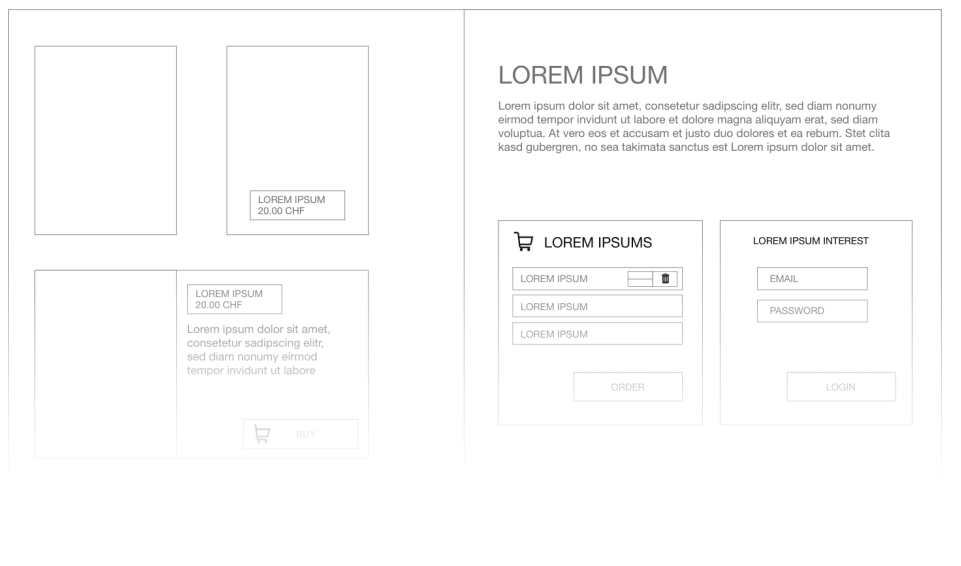 LOREM IPSUM
20.00 CHF
LOREM IPSUM
20.00 CHF
Lorem ipsum dolor sit amet,
consetetur sadipscing elitr,
sed diam nonumy eirmod
tempor invidunt ut labore
BUY
LOREM IPSUM
Lorem ipsum dolor sit amet, consetetur sadipscing elitr, sed diam nonumy
eirmod tempor invidunt ut labore et dolore magna aliquyam erat, sed diam
voluptua. At vero eos et accusam et justo duo dolores et ea rebum. Stet clita
kasd gubergren, no sea takimata sanctus est Lorem ipsum dolor sit amet.
LOREM IPSUMS
LOREM IPSUM
LOREM IPSUM
LOREM IPSUM
ORDER
LOREM IPSUM INTEREST
EMAIL
PASSWORD
LOGIN